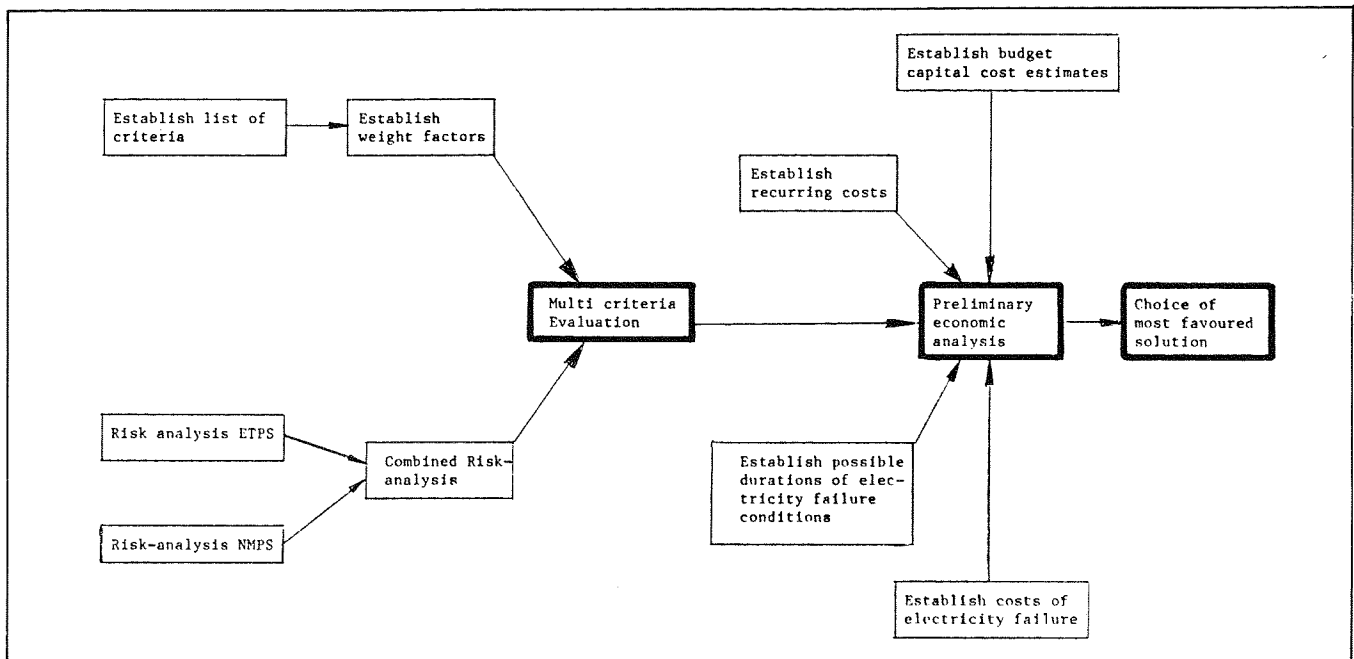 Establish budget
capital cost estimates
Establish list of
criteria
Establish
weight factors
Establish
recurring costs
Multi criteria
Evaluation
Preliminary
economic
analysis
Choice of
most favoured
solution
Risk analysis ETPS
Combined Risk-
analysis
Risk-analysis NMPS
Establish possible
durations of elec-
tricity failure
conditions
Establish costs of
electricity failure